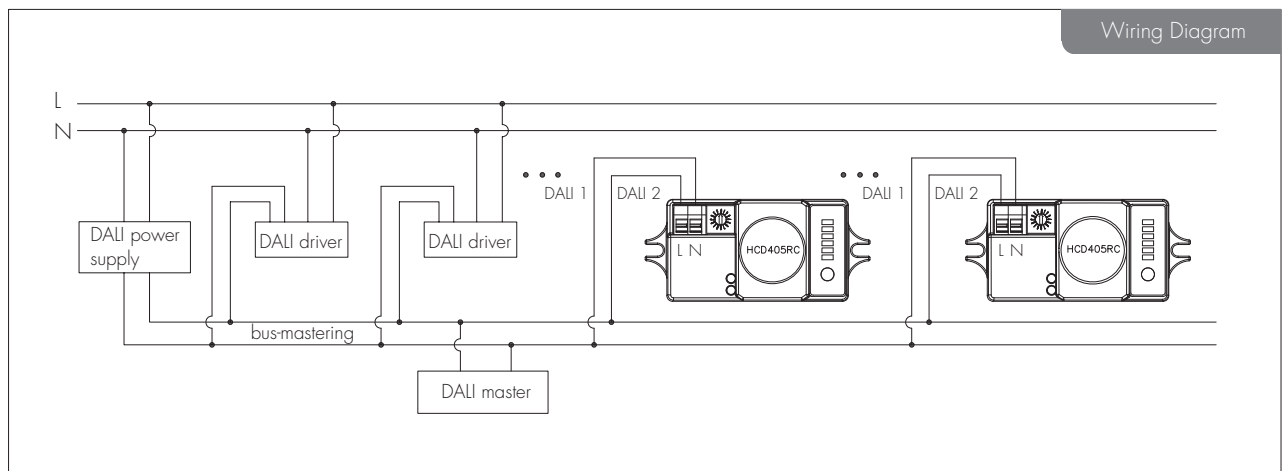 Wiring Diagram
L
N
DALI 1
DALI 2
DALI 1
DALI 2
DALI power
supply
DALI driver
DALI driver
L N
HCD405RC
L N
HCD405RC
bus-mastering
DALI master